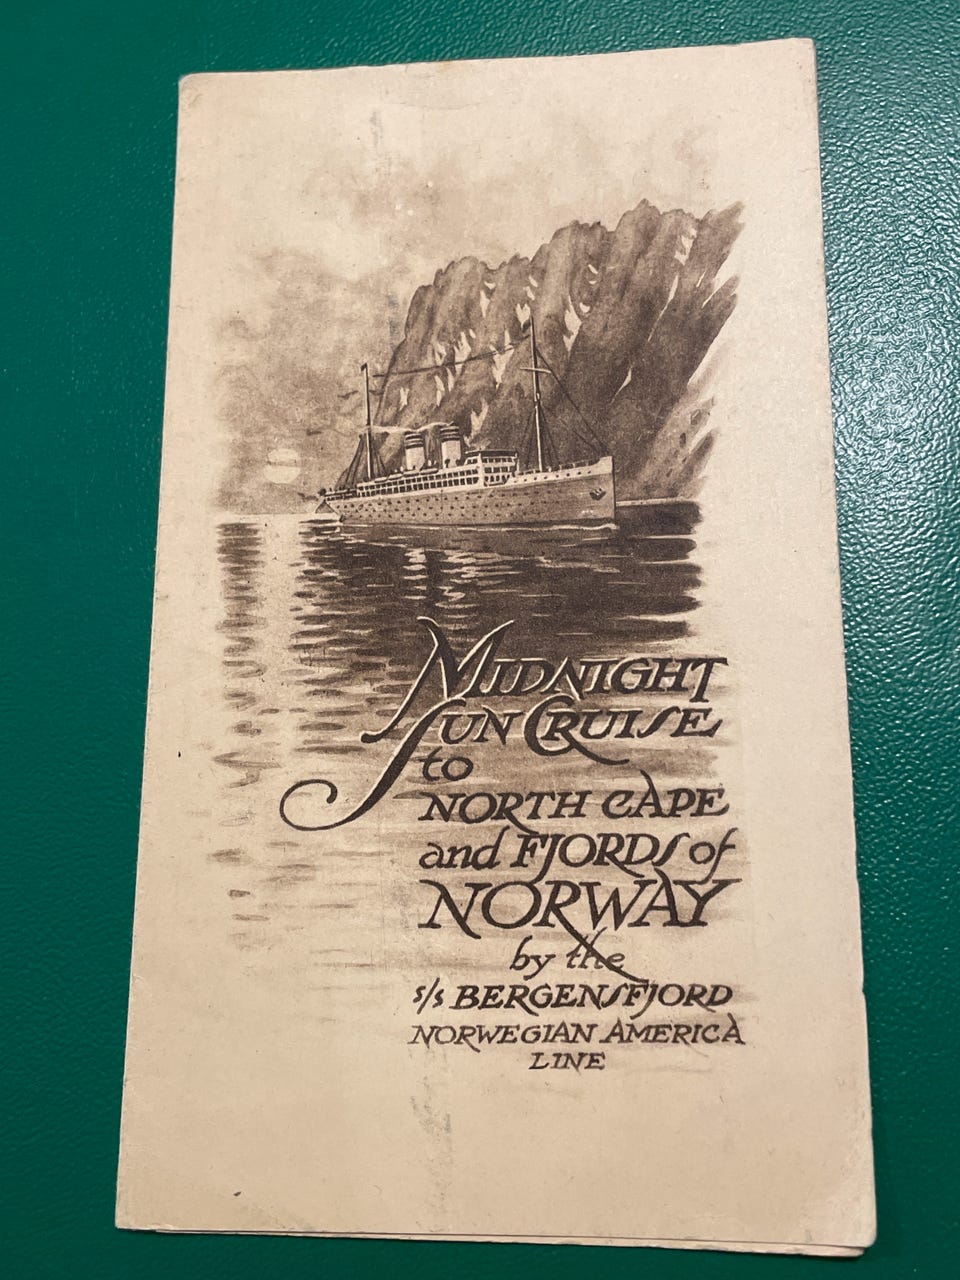 MIDNIGHT
SUN CRUISE
to
NORTH CAPE
and FJORDS of
NORWAY
by the
s/s BERGENSFJORD
NORWEGIAN AMERICA
LINE